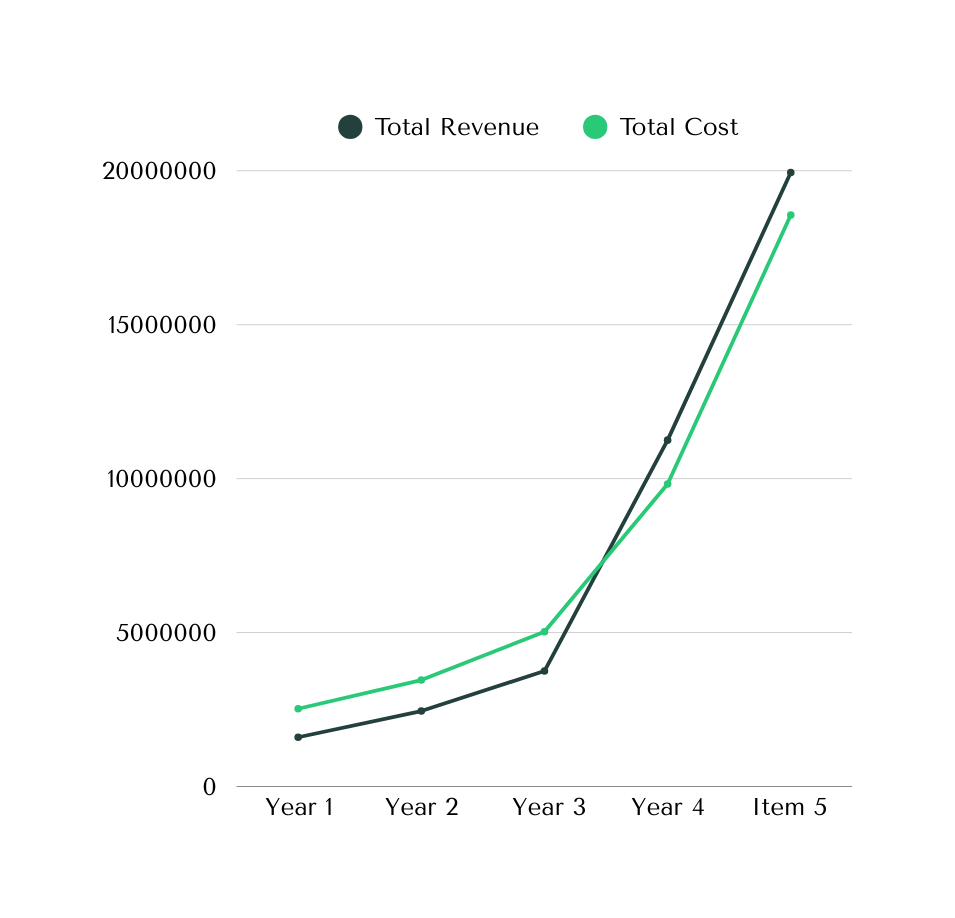 Total Revenue Total Cost
20000000
15000000
10000000
5000000
0
Year 1 Year 2 Year 3 Year 4 Item 5